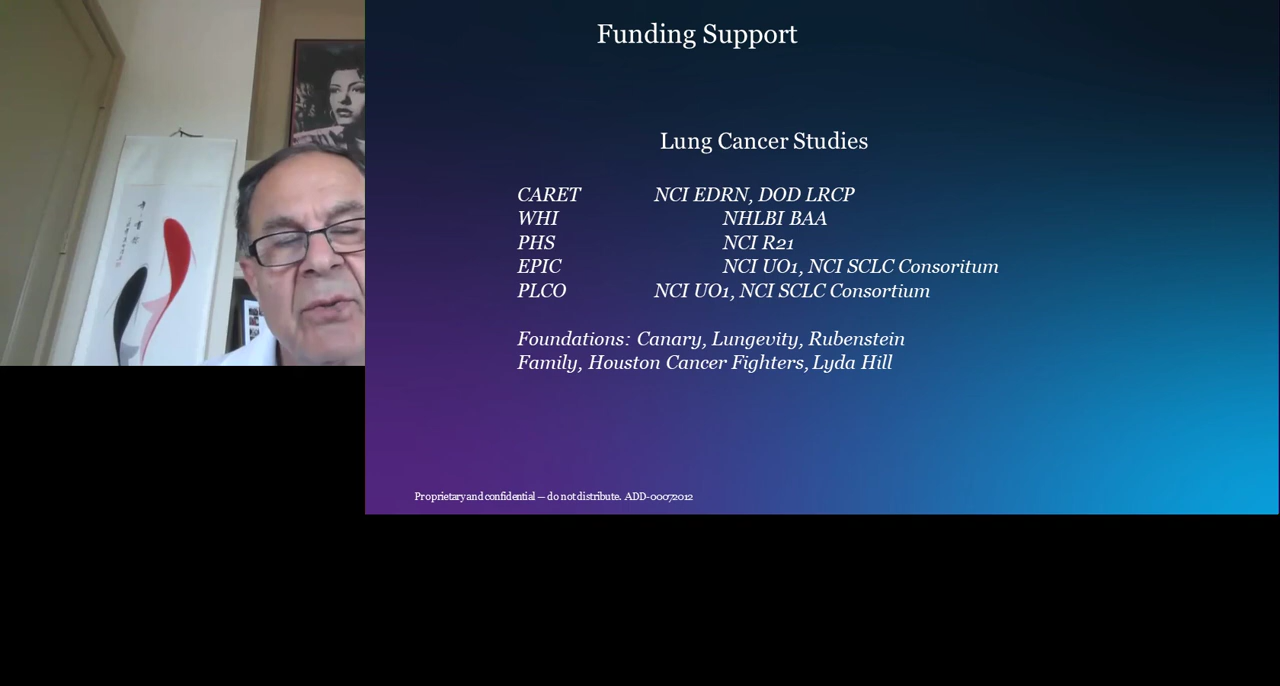 Funding Support
Lung Cancer Studies
CARET NCI EDRN, DOD LRCP
WHI NHLBI BAA
PHS NCI R21
EPIC NCI UO1, NCI SCLC Consoritum
PLCO NCI UO1, NCI SCLC Consortium
Foundations: Canary, Lungevity, Rubenstein
Family, Houston Cancer Fighters, Lyda Hill
Proprietary and confidential — do not distribute. ADD-00072012